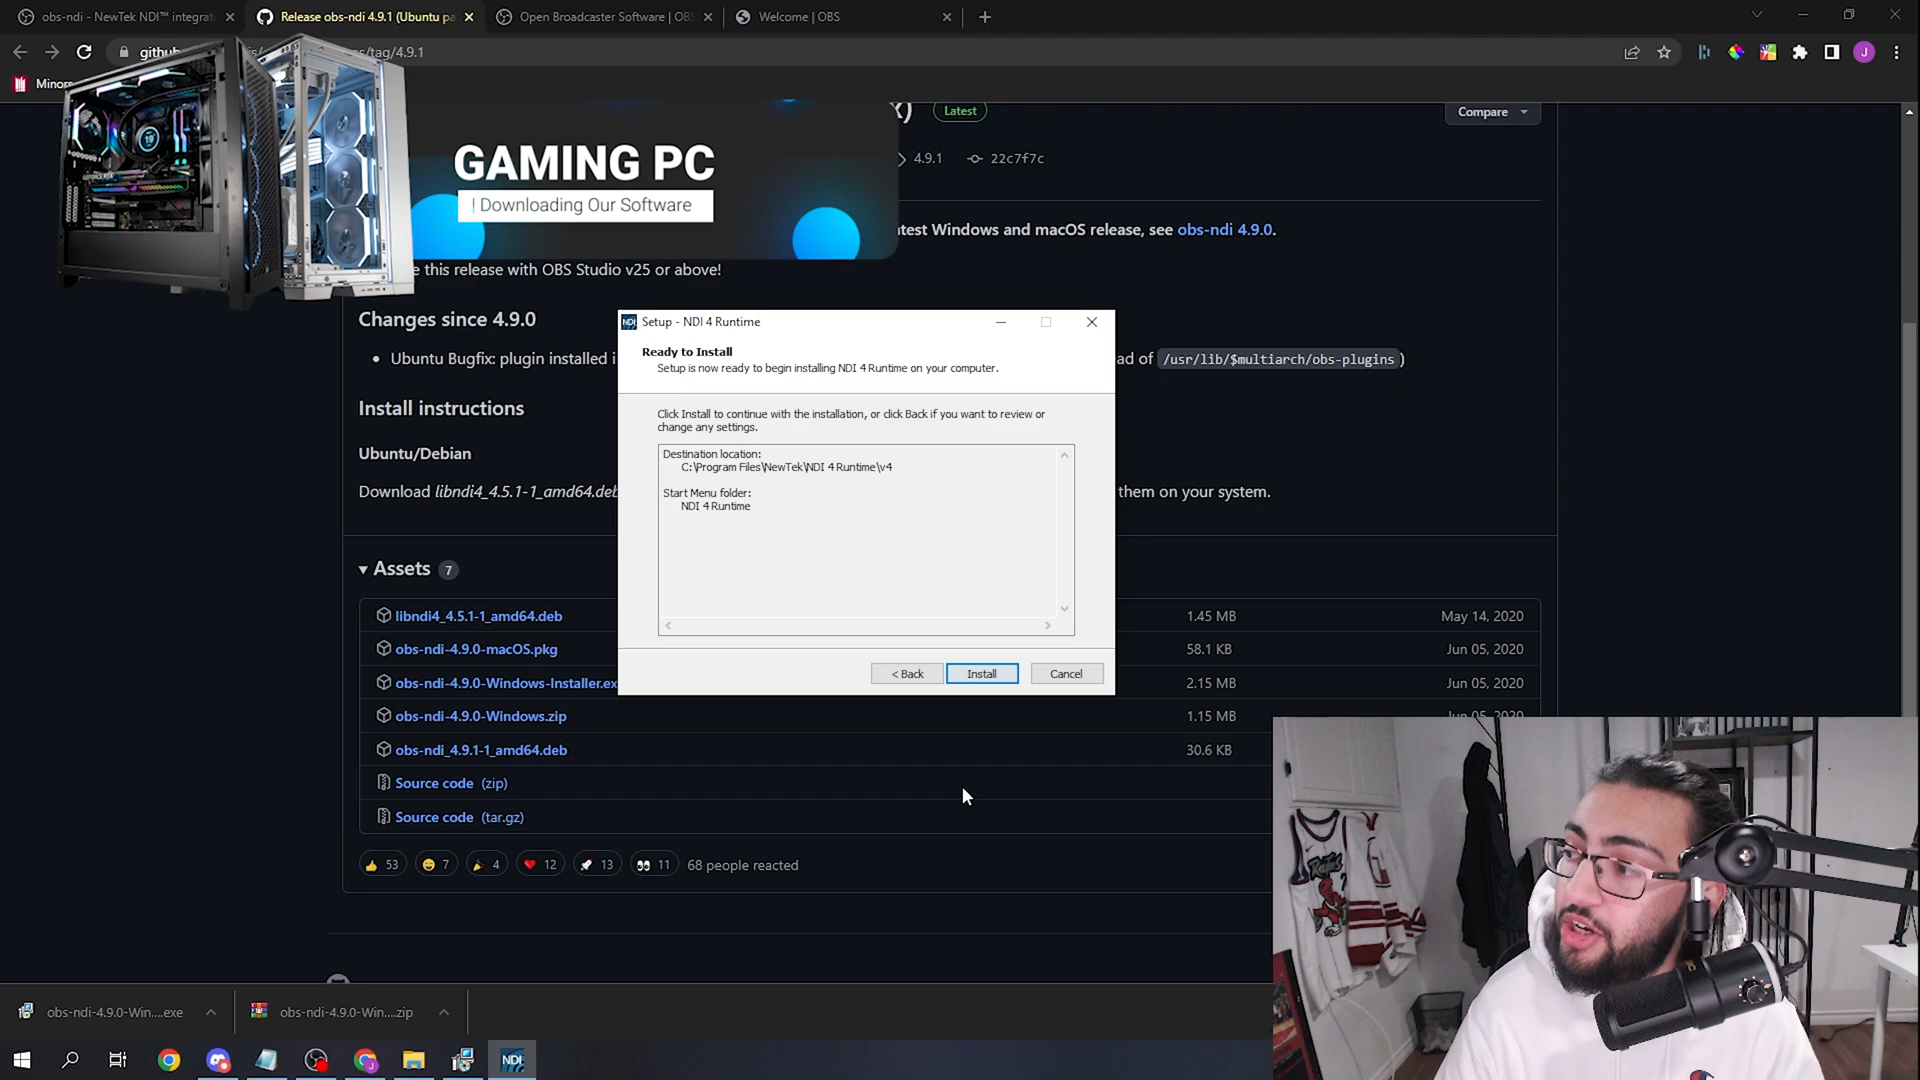 obs-ndi - NewTek NDI™ integrat
Release obs-ndi 4.9.1 (Ubuntu pa
Open Broadcaster Software | OBS
Welcome | OBS
github
/tag/4.9.1
J
Minor
Latest
Compare
4.9.1
22c7f7c
GAMING PC
| Downloading Our Software
atest Windows and macOS release, see obs-ndi 4.9.0.
e this release with OBS Studio v25 or above!
Changes since 4.9.0
Ubuntu Bugfix: plugin installed i
ad of /usr/lib/$multiarch/obs-plugins )
Install instructions
Ubuntu/Debian
Download libndi4_4.5.1-1_amd64.deb
them on your system.
NDI Setup - NDI 4 Runtime
Ready to Install
Setup is now ready to begin installing NDI 4 Runtime on your computer.
Click Install to continue with the installation, or click Back if you want to review or
change any settings.
Destination location:
C:\Program Files\NewTek\NDI 4 Runtime\v4
Start Menu folder:
NDI 4 Runtime
< Back
Install
Cancel
Assets 7
libndi4_4.5.1-1_amd64.deb
1.45 MB
May 14, 2020
obs-ndi-4.9.0-macOS.pkg
58.1 KB
Jun 05, 2020
obs-ndi-4.9.0-Windows-Installer.ex
2.15 MB
Jun 05, 2020
obs-ndi-4.9.0-Windows.zip
1.15 MB
Jun 05, 2020
obs-ndi_4.9.1-1_amd64.deb
30.6 KB
Source code (zip)
Source code (tar.gz)
53
7
4
12
13
11
68 people reacted
obs-ndi-4.9.0-Win....exe
obs-ndi-4.9.0-Win....zip
NDI